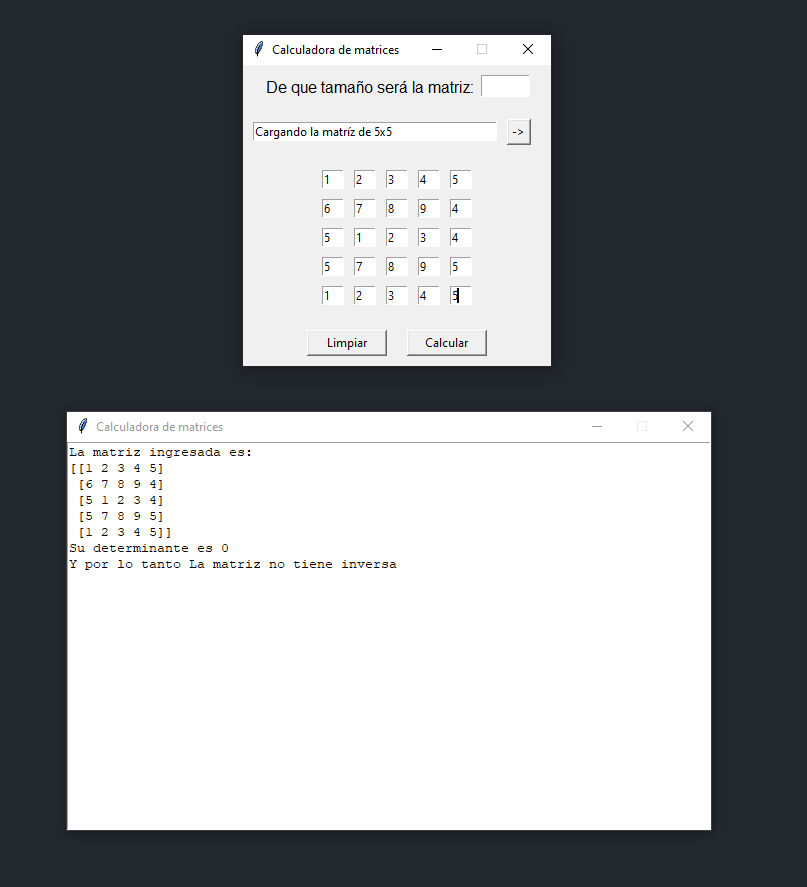 Calculadora de matrices
De que tamaño será la matriz:
Cargando la matríz de 5x5
->
1 2 3 4 5
6 7 8 9 4
5 1 2 3 4
5 7 8 9 5
1 2 3 4 5
Limpiar Calcular
Calculadora de matrices
La matriz ingresada es:
[[1 2 3 4 5]
[6 7 8 9 4]
[5 1 2 3 4]
[5 7 8 9 5]
[1 2 3 4 5]]
Su determinante es 0
Y por lo tanto La matriz no tiene inversa